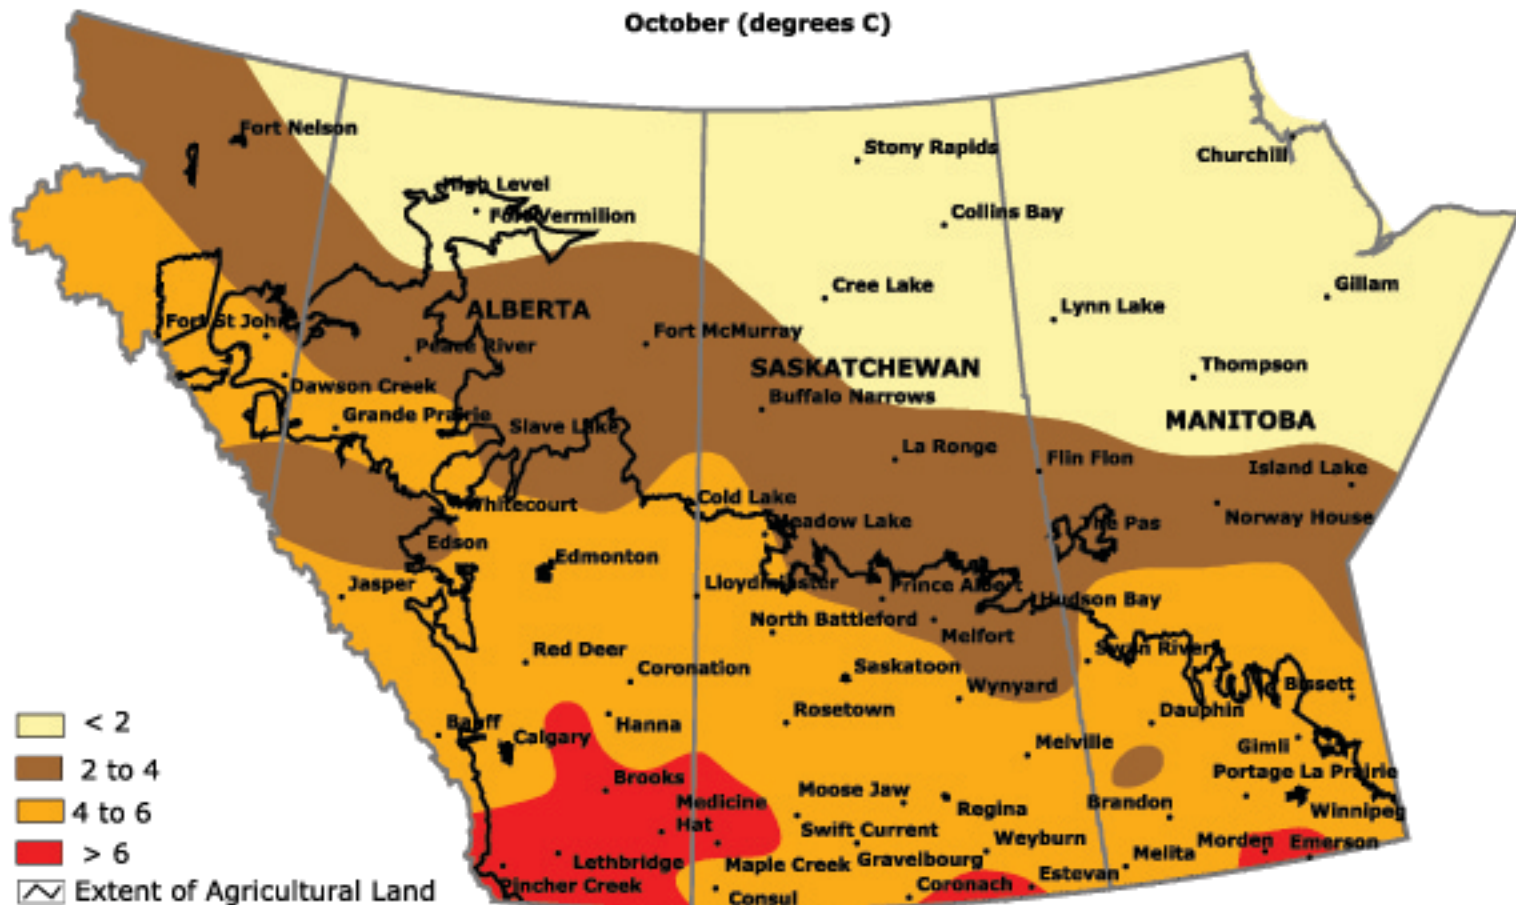 October (degrees C)
Fort Nelson
Stony Rapids
Churchill
High Level
Fort Vermilion
Collins Bay
Cree Lake
Gillam
Lynn Lake
ALBERTA
Fort St John
Fort McMurray
Peace River
SASKATCHEWAN
Thompson
Dawson Creek
Buffalo Narrows
Grande Prairie
MANITOBA
Slave Lake
La Ronge
Flin Flon
Island Lake
Whitecourt
Cold Lake
Meadow Lake
The Pas
Norway House
Edson
Edmonton
Jasper
Lloydminster
Prince Albert
Hudson Bay
North Battleford
Melfort
Red Deer
Coronation
Saskatoon
Swan River
Wynyard
Bissett
Rosetown
Dauphin
< 2
Banff
Hanna
Calgary
Melville
Gimli
2 to 4
Brooks
Portage La Prairie
Medicine
Hat
Moose Jaw
Regina
Brandon
Winnipeg
4 to 6
Swift Current
Weyburn
Morden
Emerson
> 6
Lethbridge
Maple Creek
Gravelbourg
Melita
Estevan
Pincher Creek
Coronach
Consul
Extent of Agricultural Land